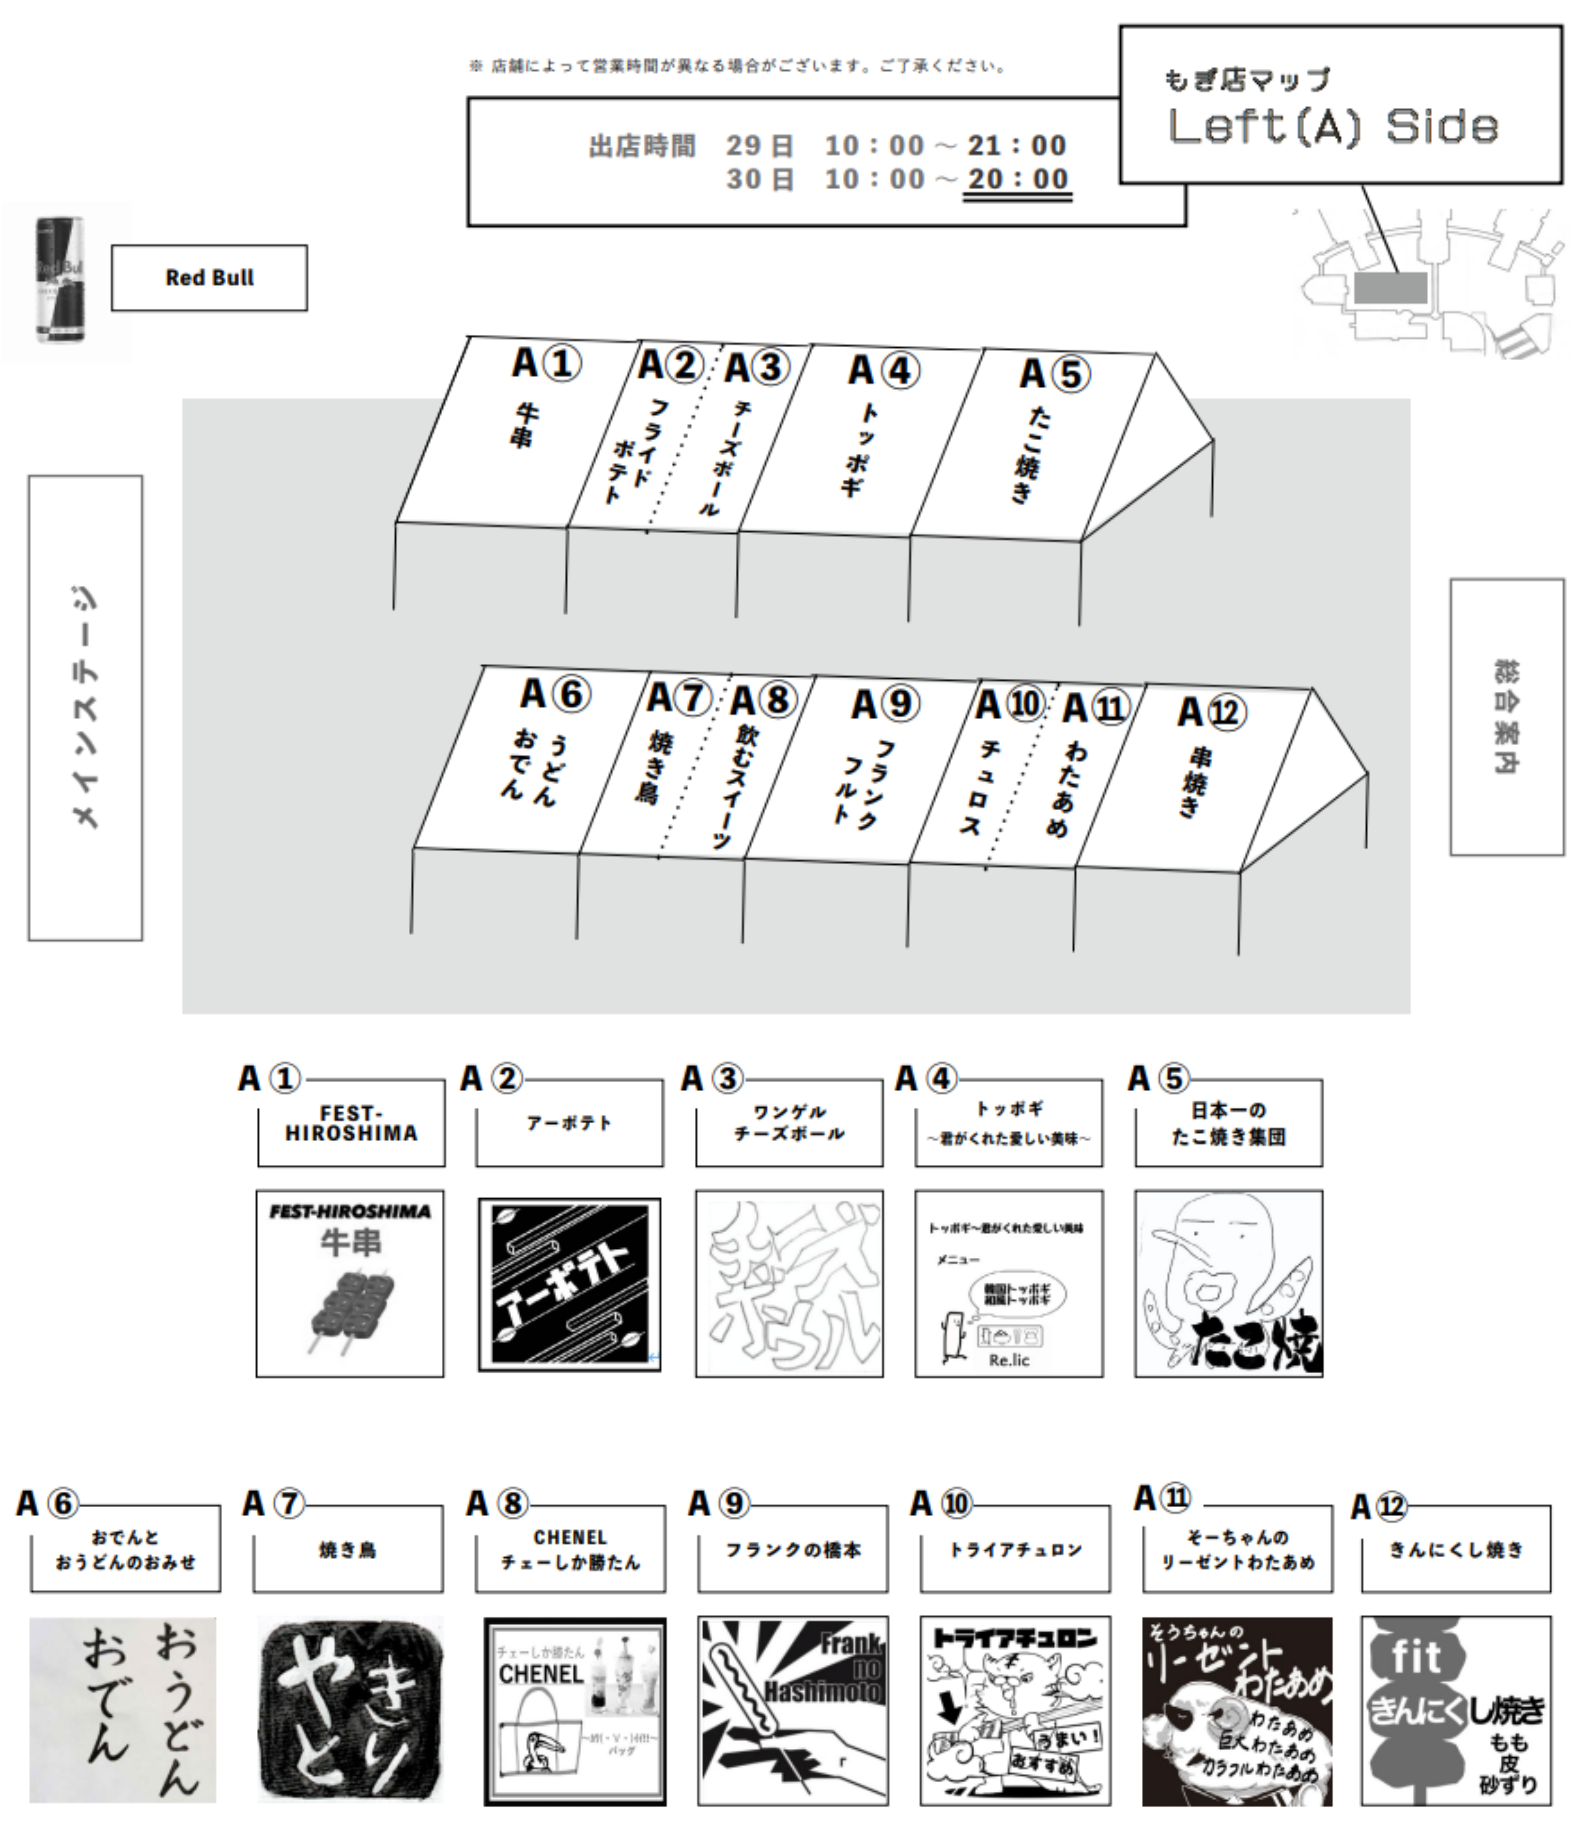 ※ 店舗によって営業時間が異なる場合がございます。ご了承ください。
もぎ店マップ
Left(A) Side
出店時間 29日 10：00～21：00
30日 10：00～20：00
Red Bull
Red Bull
A①
牛串
A②
フライド
ポテト
A③
チーズボール
A④
トッポギ
A⑤
たこ焼き
メインステージ
総合案内
A⑥
うどん
おでん
A⑦
焼き鳥
A⑧
飲むスイーツ
A⑨
フランク
フルト
A⑩
チュロス
A⑪
わたあめ
A⑫
串焼き
A①
FEST-
HIROSHIMA
A②
アーポテト
A③
ワンゲル
チーズボール
A④
トッポギ
～君がくれた愛しい美味～
A⑤
日本一の
たこ焼き集団
FEST-HIROSHIMA
牛串
アーポテト
チーズ
ボウル
トッポギ～君がくれた愛しい美味
メニュー
韓国トッポギ
和風トッポギ
Re.lic
たこ焼
A⑥
おでんと
おうどんのおみせ
A⑦
焼き鳥
A⑧
CHENEL
チェーしか勝たん
A⑨
フランクの橋本
A⑩
トライアチュロン
A⑪
そーちゃんの
リーゼントわたあめ
A⑫
きんにくし焼き
おうどん
おでん
やきとり
チェーしか勝たん
CHENEL
バッグ
Frank
no
Hashimoto
トライアチュロン
うまい！
おすすめ
そうちゃんの
リーゼント
わたあめ
わたあめ
巨大わたあめ
カラフルわたあめ
fit
きんにくし焼き
もも
皮
砂ずり